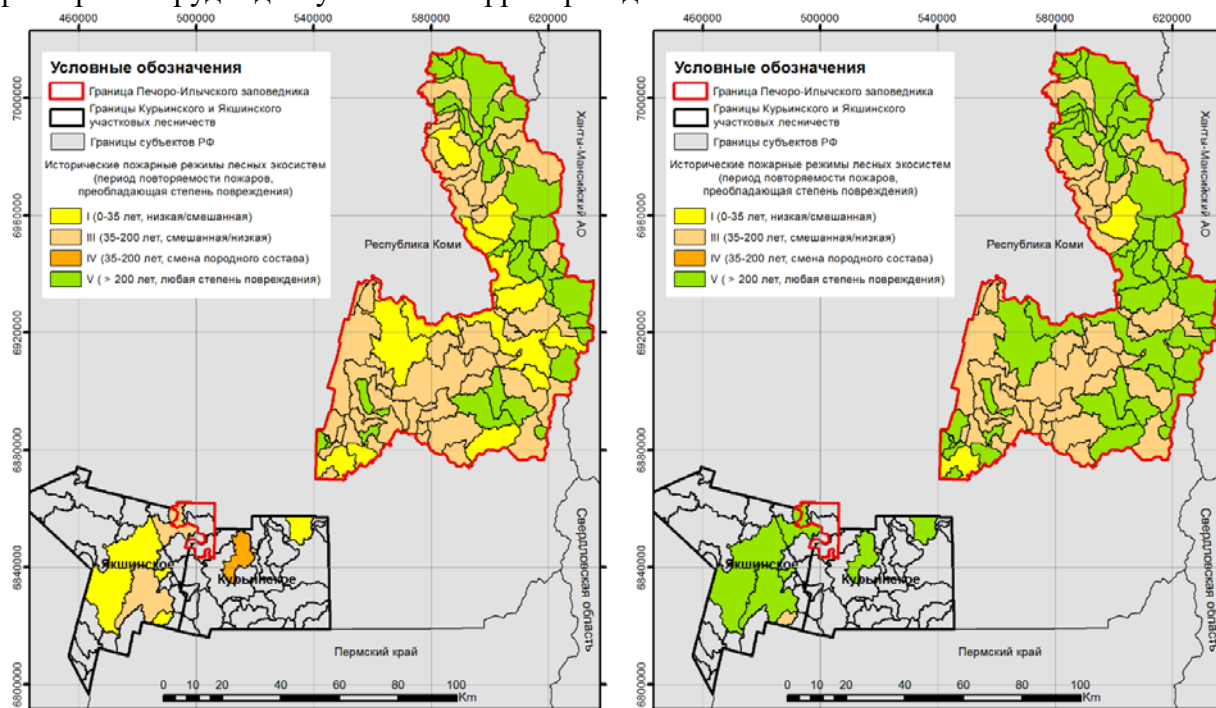 460000 500000 5400000 580000 620000
460000 500000 5400000 580000 620000
Условные обозначения
Граница Печоро-Илычского заповедника
Границы Курьинского и Якшинского
участковых лесничеств
Границы субъектов РФ
Исторические пожарные режимы лесных экосистем
(период повторяемости пожаров,
преобладающая степень повреждения)
I (0-35 лет, низкая/смешанная)
III (35-200 лет, смешанная/низкая)
IV (35-200 лет, смена породного состава)
V ( > 200 лет, любая степень повреждения)
7000000
6960000
6920000
6880000
6840000
6800000
Ханты-Мансийский АО
Республика Коми
Свердловская область
Якшинское
Курьинское
Пермский край
0 10 20 40 60 80 100
Km
Условные обозначения
Граница Печоро-Илычского заповедника
Границы Курьинского и Якшинского
участковых лесничеств
Границы субъектов РФ
Исторические пожарные режимы лесных экосистем
(период повторяемости пожаров,
преобладающая степень повреждения)
I (0-35 лет, низкая/смешанная)
III (35-200 лет, смешанная/низкая)
IV (35-200 лет, смена породного состава)
V ( > 200 лет, любая степень повреждения)
7000000
6960000
6920000
6880000
6840000
6800000
Ханты-Мансийский АО
Республика Коми
Свердловская область
Якшинское
Курьинское
Пермский край
0 10 20 40 60 80 100
Km